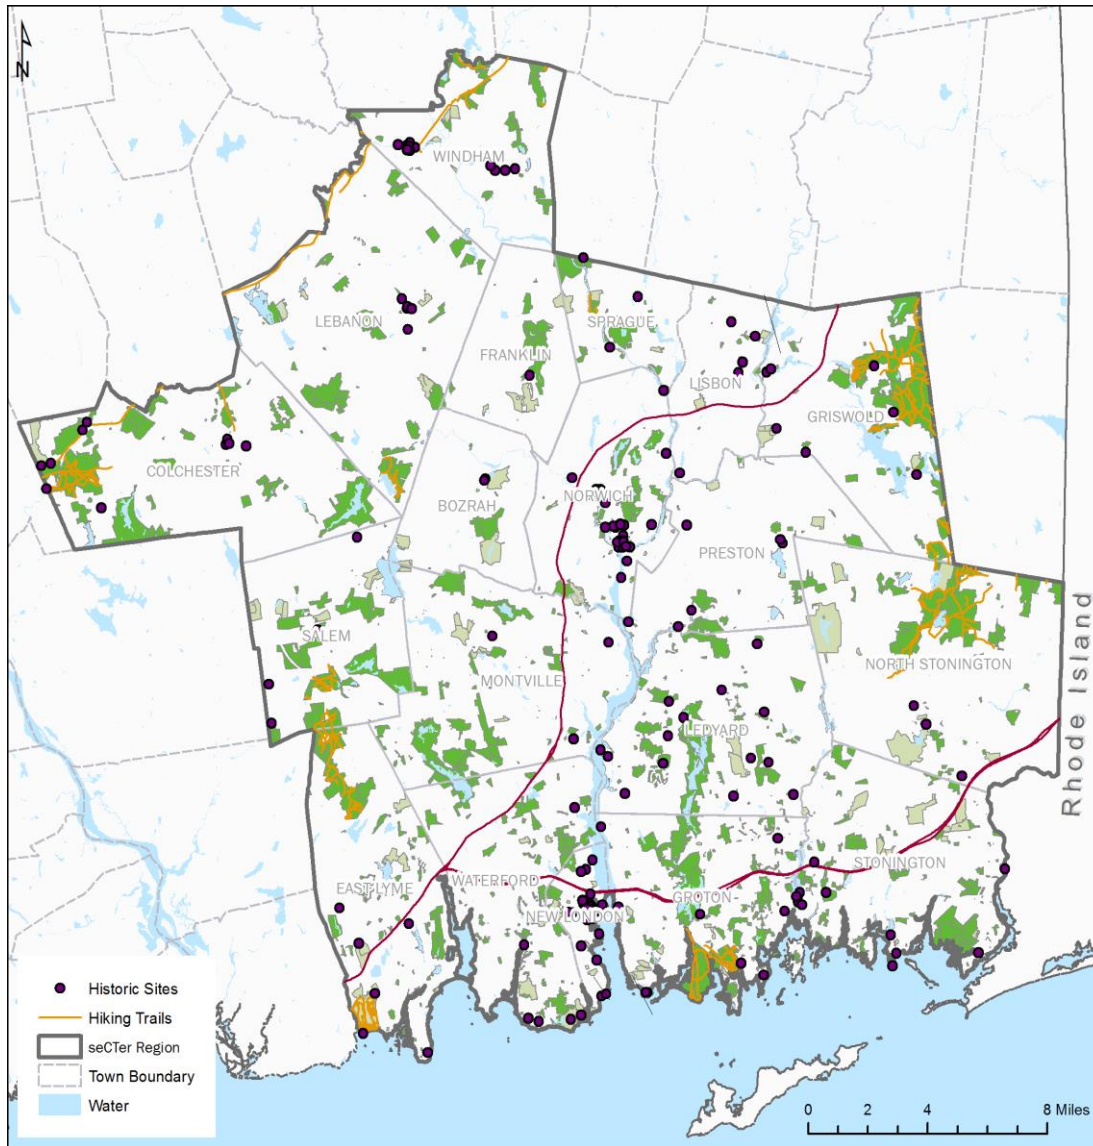 N
WINDHAM
LEBANON
FRANKLIN
SPRAGUE
LISBON
GRISWOLD
COLCHESTER
BOZRAH
NORWICH
PRESTON
SALEM
MONTVILLE
NORTH STONINGTON
LEDYARD
Rhode Island
EAST LYME
WATERFORD
NEW LONDON
GROTON
STONINGTON
Historic Sites
Hiking Trails
seCTer Region
Town Boundary
Water
0 2 4 8 Miles